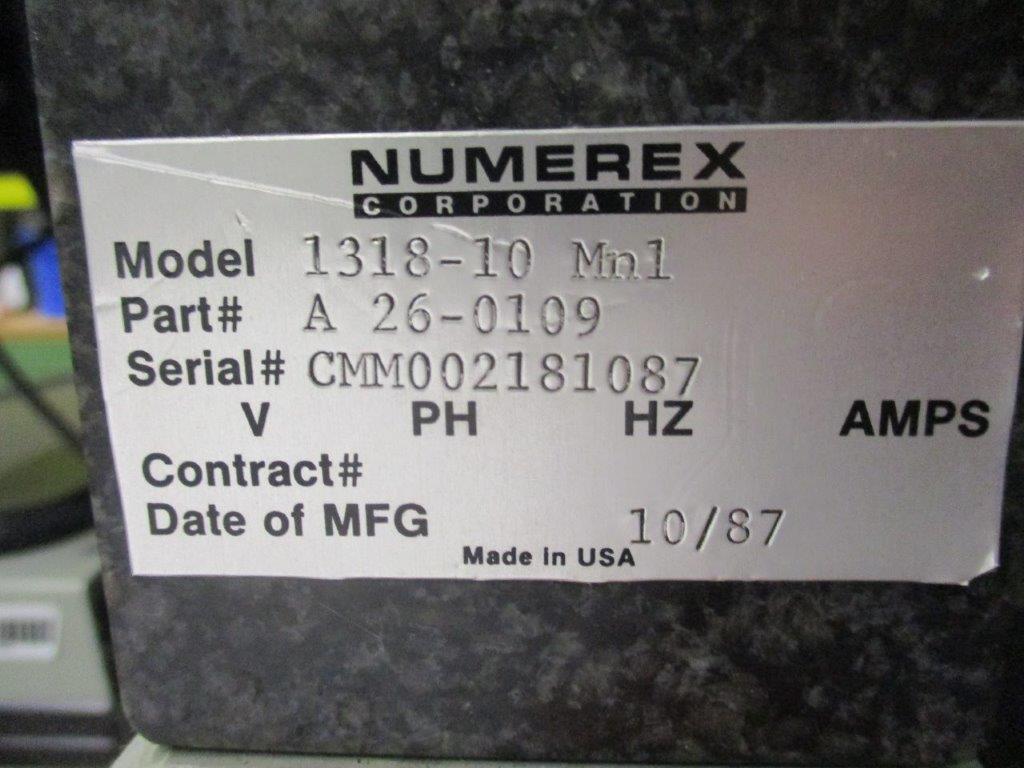 NUMEREX
CORPORATION
Model 1318-10 Mn1
Part# A 26-0109
Serial# CMM002181087
V PH HZ AMPS
Contract#
Date of MFG 10/87
Made in USA